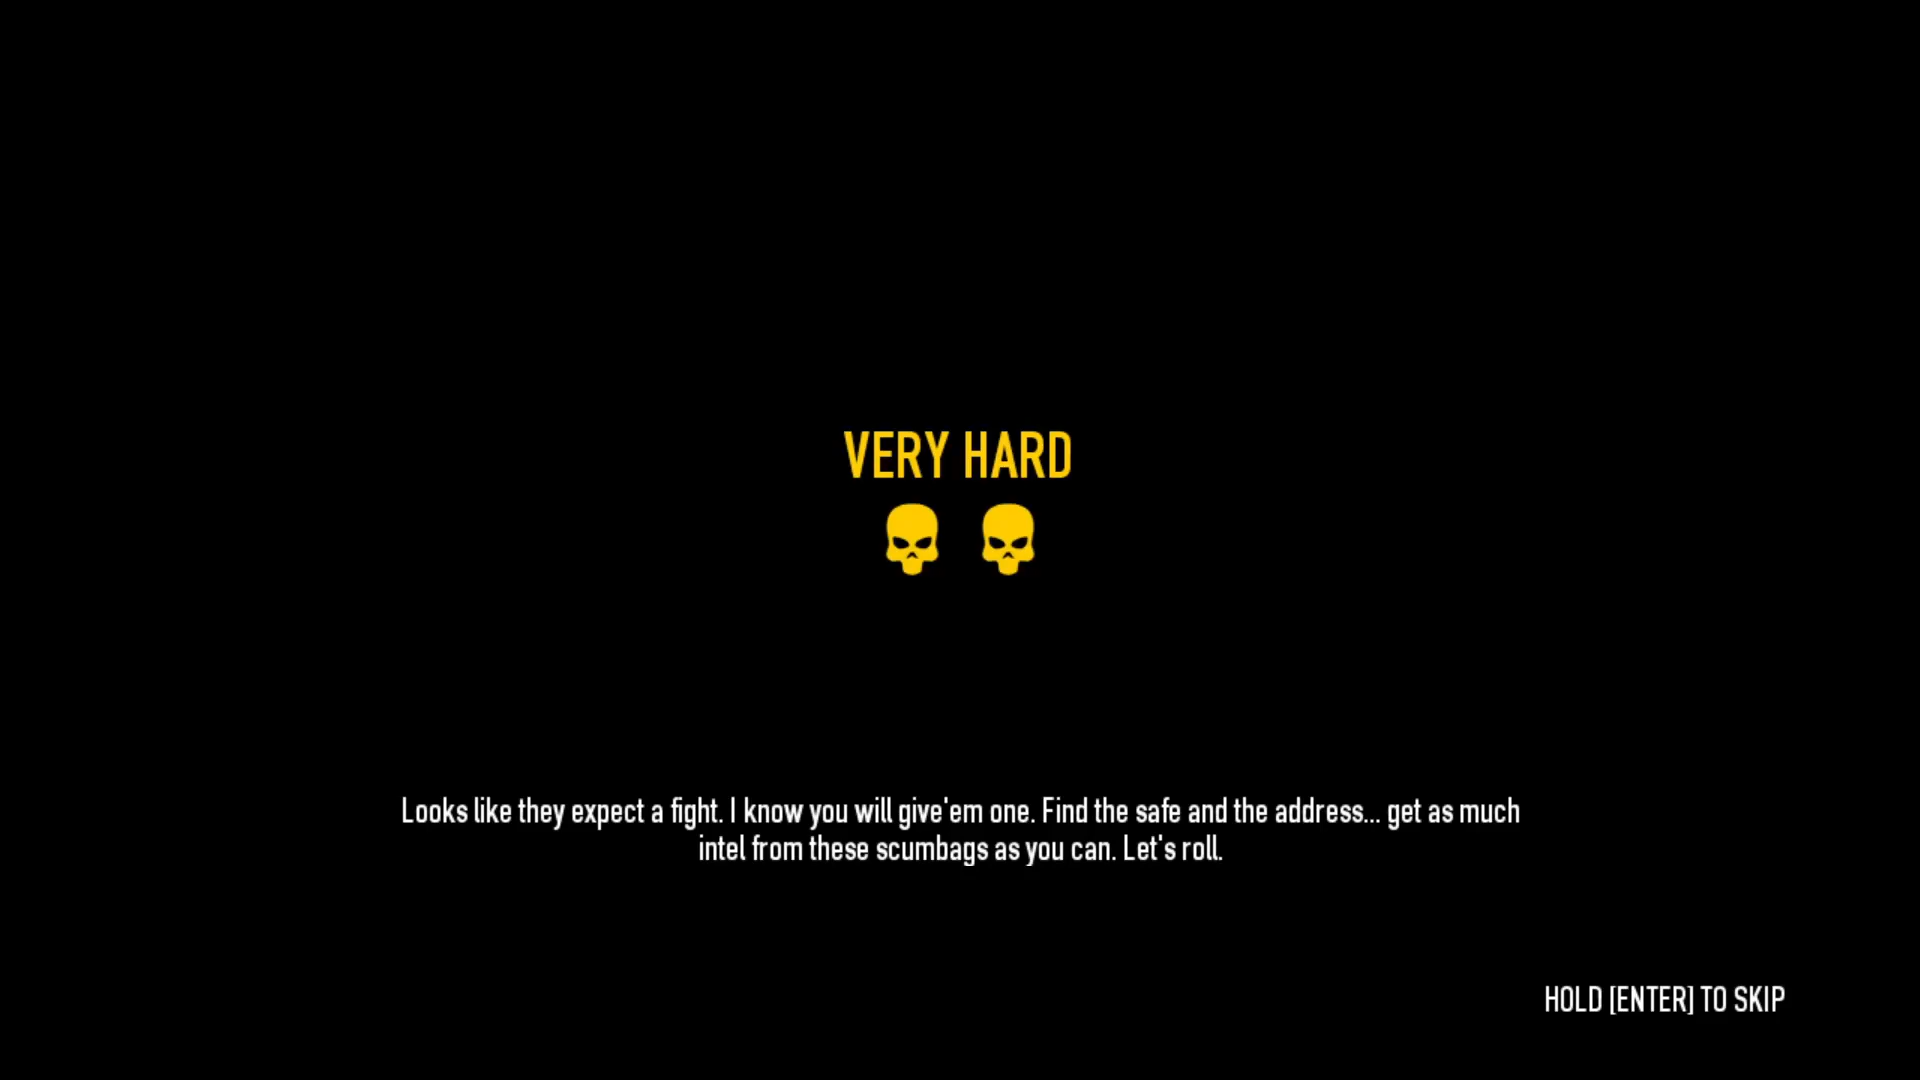 VERY HARD
Looks like they expect a fight. I know you will give'em one. Find the safe and the address... get as much
intel from these scumbags as you can. Let's roll.
HOLD [ENTER] TO SKIP